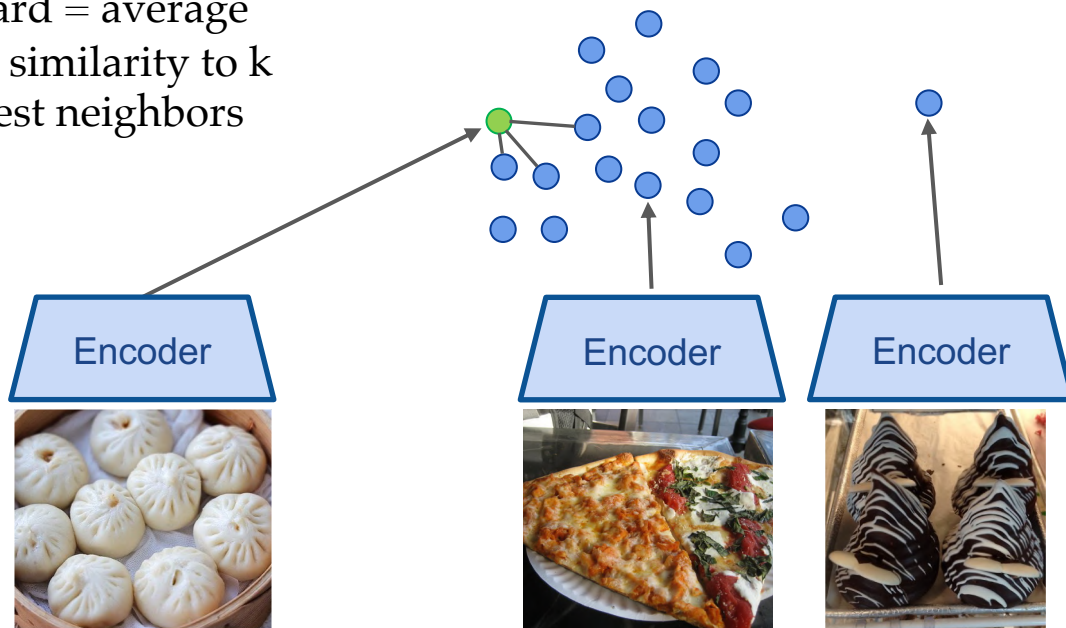 ard = average
similarity to k
est neighbors
Encoder
Encoder
Encoder